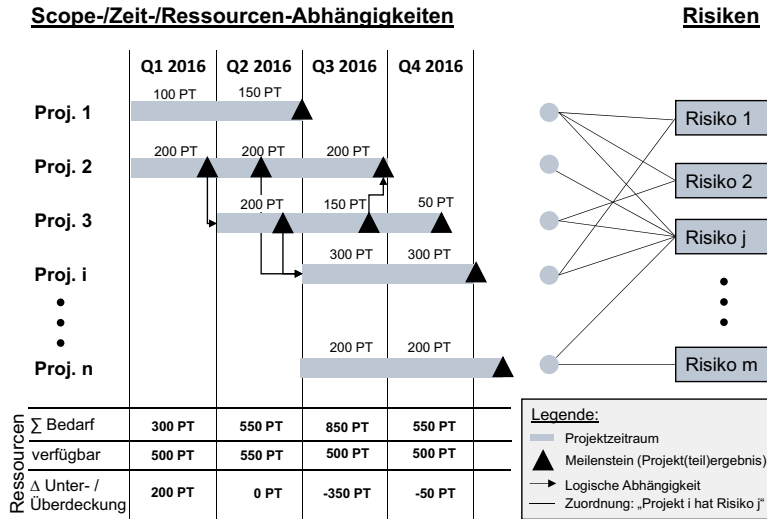 Scope-/Zeit-/Ressourcen-Abhängigkeiten
Risiken
Q1 2016 Q2 2016 Q3 2016 Q4 2016
100 PT 150 PT
Proj. 1
Risiko 1
200 PT 200 PT 200 PT
Proj. 2
Risiko 2
200 PT 150 PT 50 PT
Proj. 3
Risiko j
300 PT 300 PT
Proj. i
200 PT 200 PT
Proj. n
Risiko m
Ressourcen
∑ Bedarf 300 PT 550 PT 850 PT 550 PT
verfügbar 500 PT 550 PT 500 PT 500 PT
∆ Unter- /
Überdeckung 200 PT 0 PT -350 PT -50 PT
Legende:
Projektzeitraum
Meilenstein (Projekt(teil)ergebnis)
Logische Abhängigkeit
Zuordnung: „Projekt i hat Risiko j“